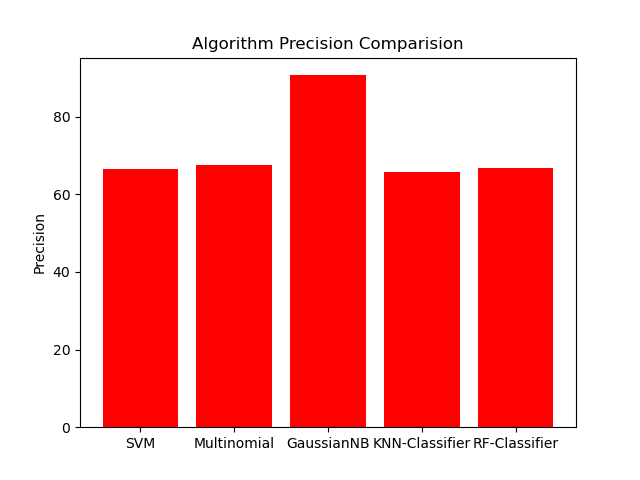 Algorithm Precision Comparision
Precision
80
60
40
20
0
SVM Multinomial GaussianNB KNN-Classifier RF-Classifier